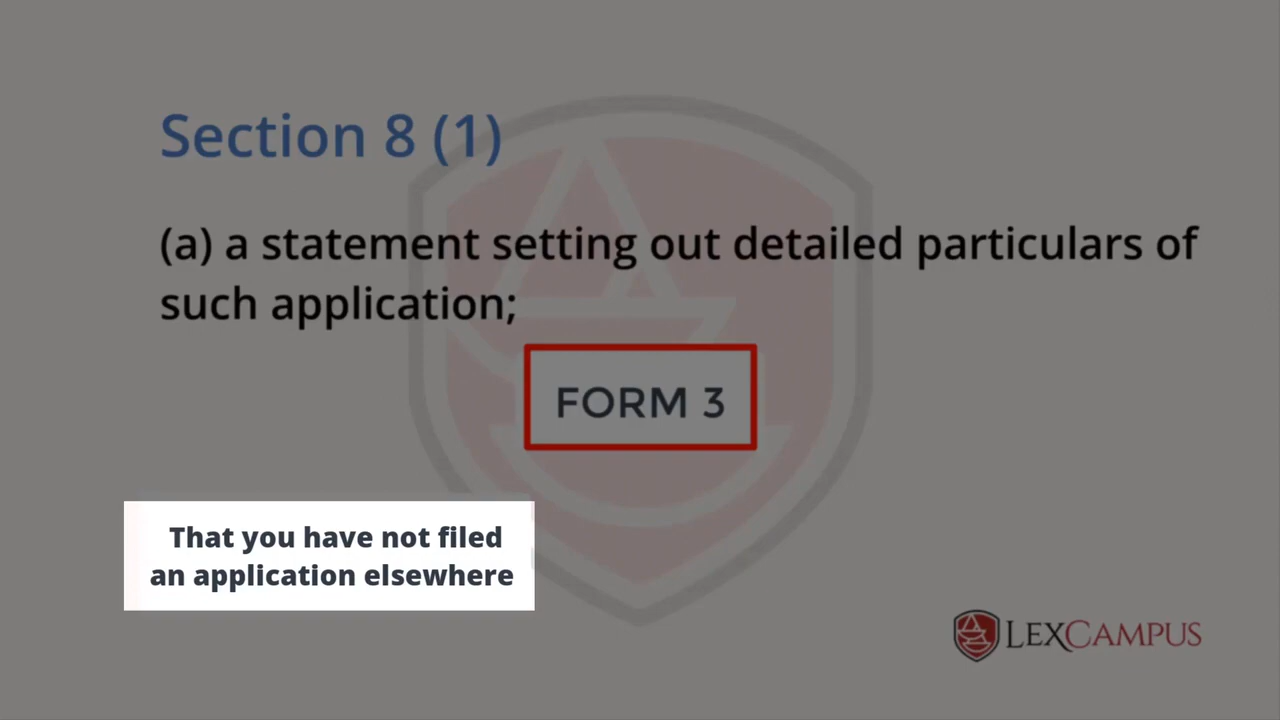 Section 8 (1)
(a) a statement setting out detailed particulars of
such application;
FORM 3
That you have not filed
an application elsewhere
LEXCAMPUS